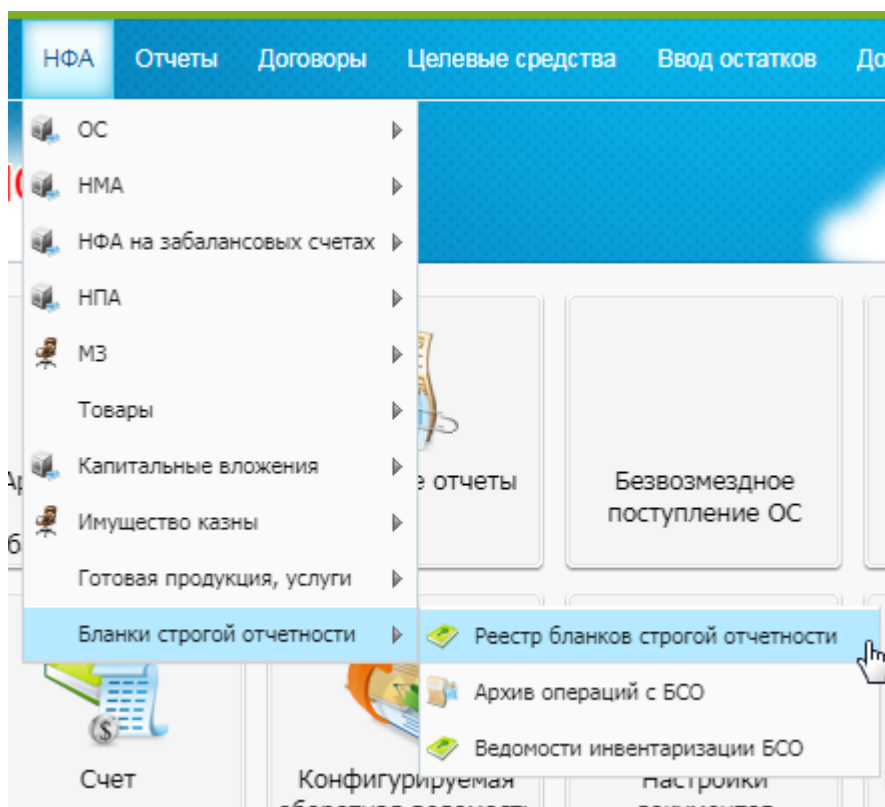 НФА Отчеты Договоры Целевые средства Ввод остатков До
ОС
НМА
НФА на забалансовых счетах
НПА
МЗ
Товары
Капитальные вложения
отчеты
Безвозмездное
поступление ОС
Имущество казны
Готовая продукция, услуги
Бланки строгой отчетности
Реестр бланков строгой отчетности
Архив операций с БСО
Ведомости инвентаризации БСО
Счет
Конфигурируемая
Настройки